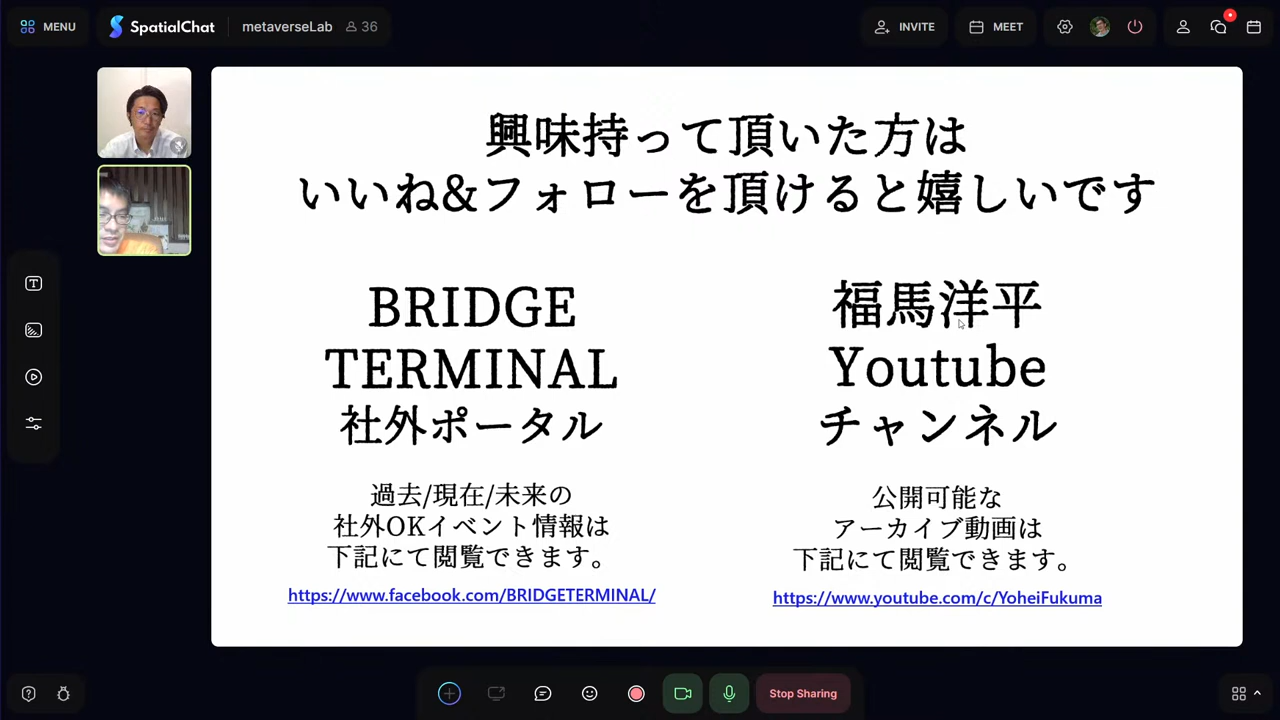 MENU
SpatialChat
metaverseLab
36
INVITE
MEET
興味持って頂いた方は
いいね&フォローを頂けると嬉しいです
BRIDGE
TERMINAL
社外ポータル
過去/現在/未来の
社外OKイベント情報は
下記にて閲覧できます。
https://www.facebook.com/BRIDGETERMINAL/
福馬洋平
Youtube
チャンネル
公開可能な
アーカイブ動画は
下記にて閲覧できます。
https://www.youtube.com/c/YoheiFukuma
Stop Sharing